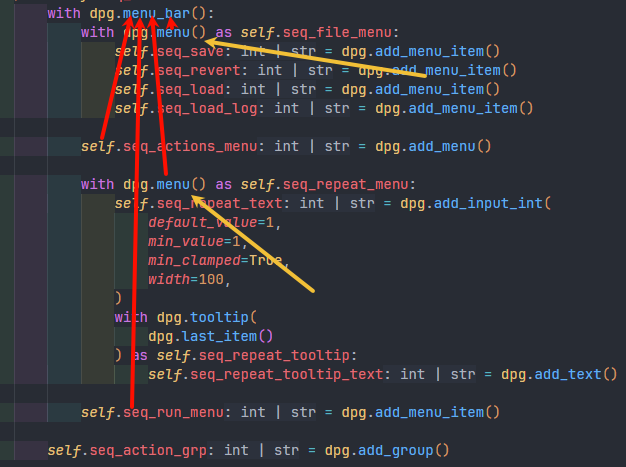 with dpg.menu_bar():
with dpg.menu() as self.seq_file_menu:
self.seq_save: int | str = dpg.add_menu_item()
self.seq_revert: int | str = dpg.add_menu_item()
self.seq_load: int | str = dpg.add_menu_item()
self.seq_load_log: int | str = dpg.add_menu_item()
self.seq_actions_menu: int | str = dpg.add_menu()
with dpg.menu() as self.seq_repeat_menu:
self.seq_repeat_text: int | str = dpg.add_input_int(
default_value=1,
min_value=1,
min_clamped=True,
width=100,
)
with dpg.tooltip(
dpg.last_item()
) as self.seq_repeat_tooltip:
self.seq_repeat_tooltip_text: int | str = dpg.add_text()
self.seq_run_menu: int | str = dpg.add_menu_item()
self.seq_action_grp: int | str = dpg.add_group()